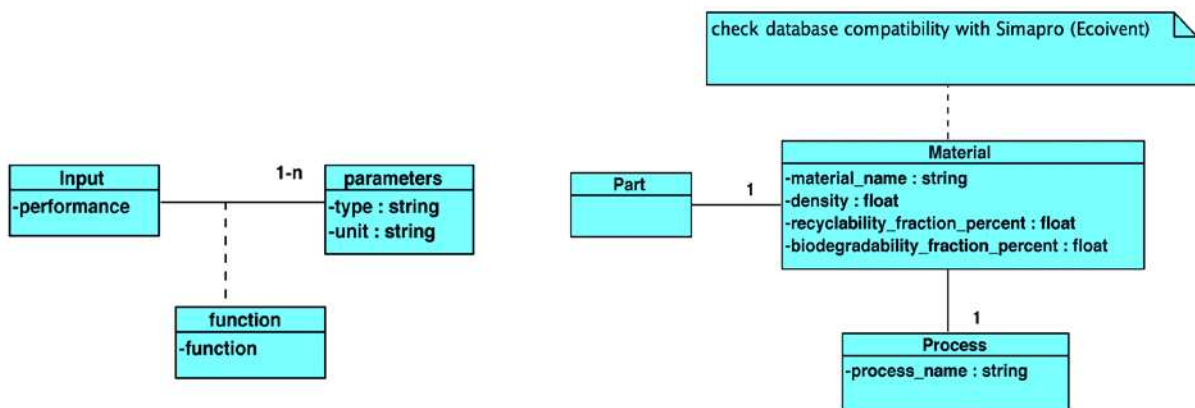 check database compatibility with Simapro (Ecoivent)
Input
-performance
1-n
parameters
-type : string
-unit : string
function
-function
Part
1
Material
-material_name : string
-density : float
-recyclability_fraction_percent : float
-biodegradability_fraction_percent : float
1
Process
-process_name : string